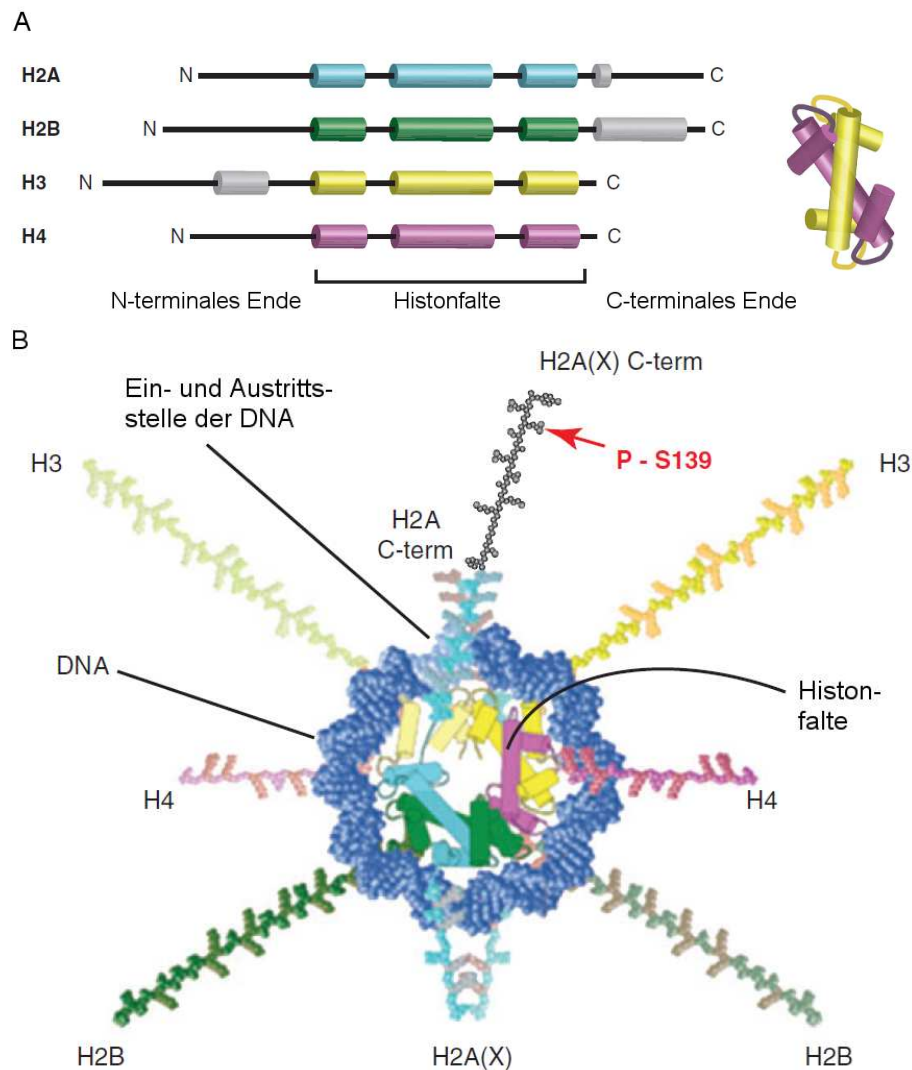 A
H2A N C
H2B N C
H3 N C
H4 N C
N-terminales Ende Histonfalte C-terminales Ende
B
H2A(X) C-term
Ein- und Austritts-
stelle der DNA
P - S139
H3 H3
H2A
C-term
DNA
Histon-
falte
H4 H4
H2B H2A(X) H2B